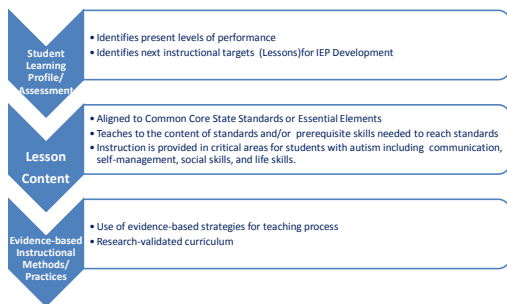 Student
Learning
Profile/
Assessment
• Identifies present levels of performance
• Identifies next instructional targets (Lessons)for IEP Development
Lesson
Content
• Aligned to Common Core State Standards or Essential Elements
• Teaches to the content of standards and/or prerequisite skills needed to reach standards
• Instruction is provided in critical areas for students with autism including communication,
self-management, social skills, and life skills.
Evidence-based
Instructional
Methods/
Practices
• Use of evidence-based strategies for teaching process
• Research-validated curriculum